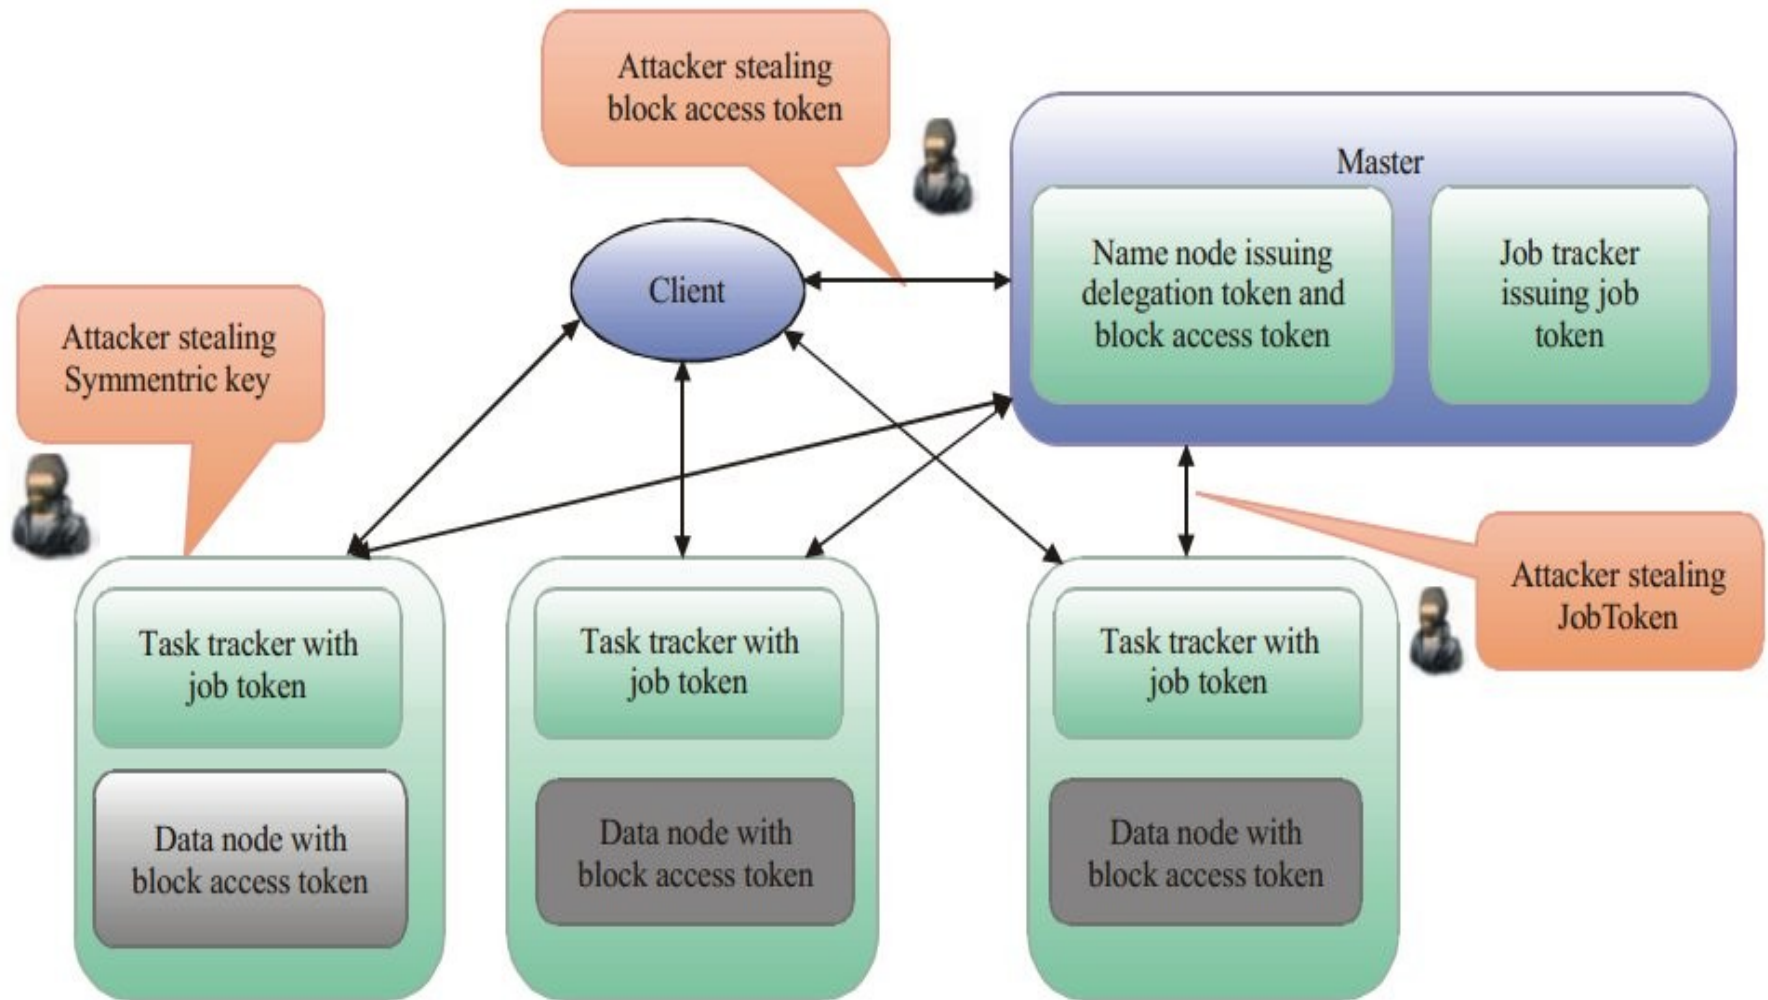 Attacker stealing
block access token
Master
Name node issuing
delegation token and
block access token
Job tracker
issuing job
token
Client
Attacker stealing
Symmentric key
Attacker stealing
JobToken
Task tracker with
job token
Data node with
block access token
Task tracker with
job token
Data node with
block access token
Task tracker with
job token
Data node with
block access token